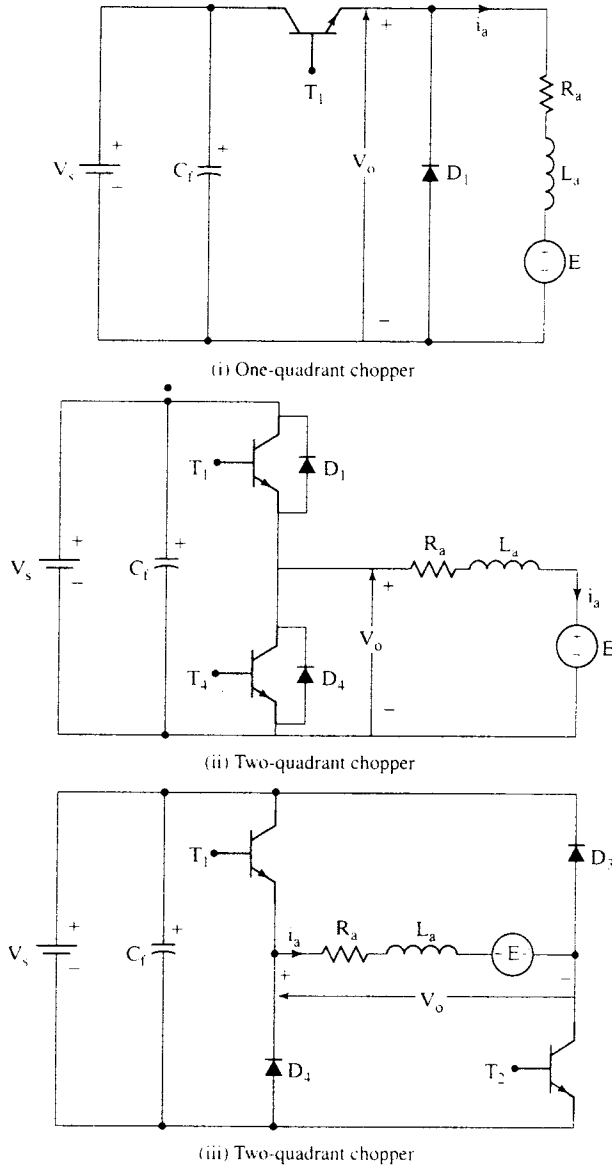 +
i_a
T_1
R_a
V_s
+
−
C_f
+
V_o
D_1
L_a
E
−
(i) One-quadrant chopper
T_1
D_1
V_s
+
−
C_f
+
+
R_a
L_a
i_a
V_o
T_4
D_4
E
−
(ii) Two-quadrant chopper
T_1
D_3
V_s
+
−
C_f
+
i_a
R_a
L_a
E
+
−
V_o
D_4
T_2
(iii) Two-quadrant chopper